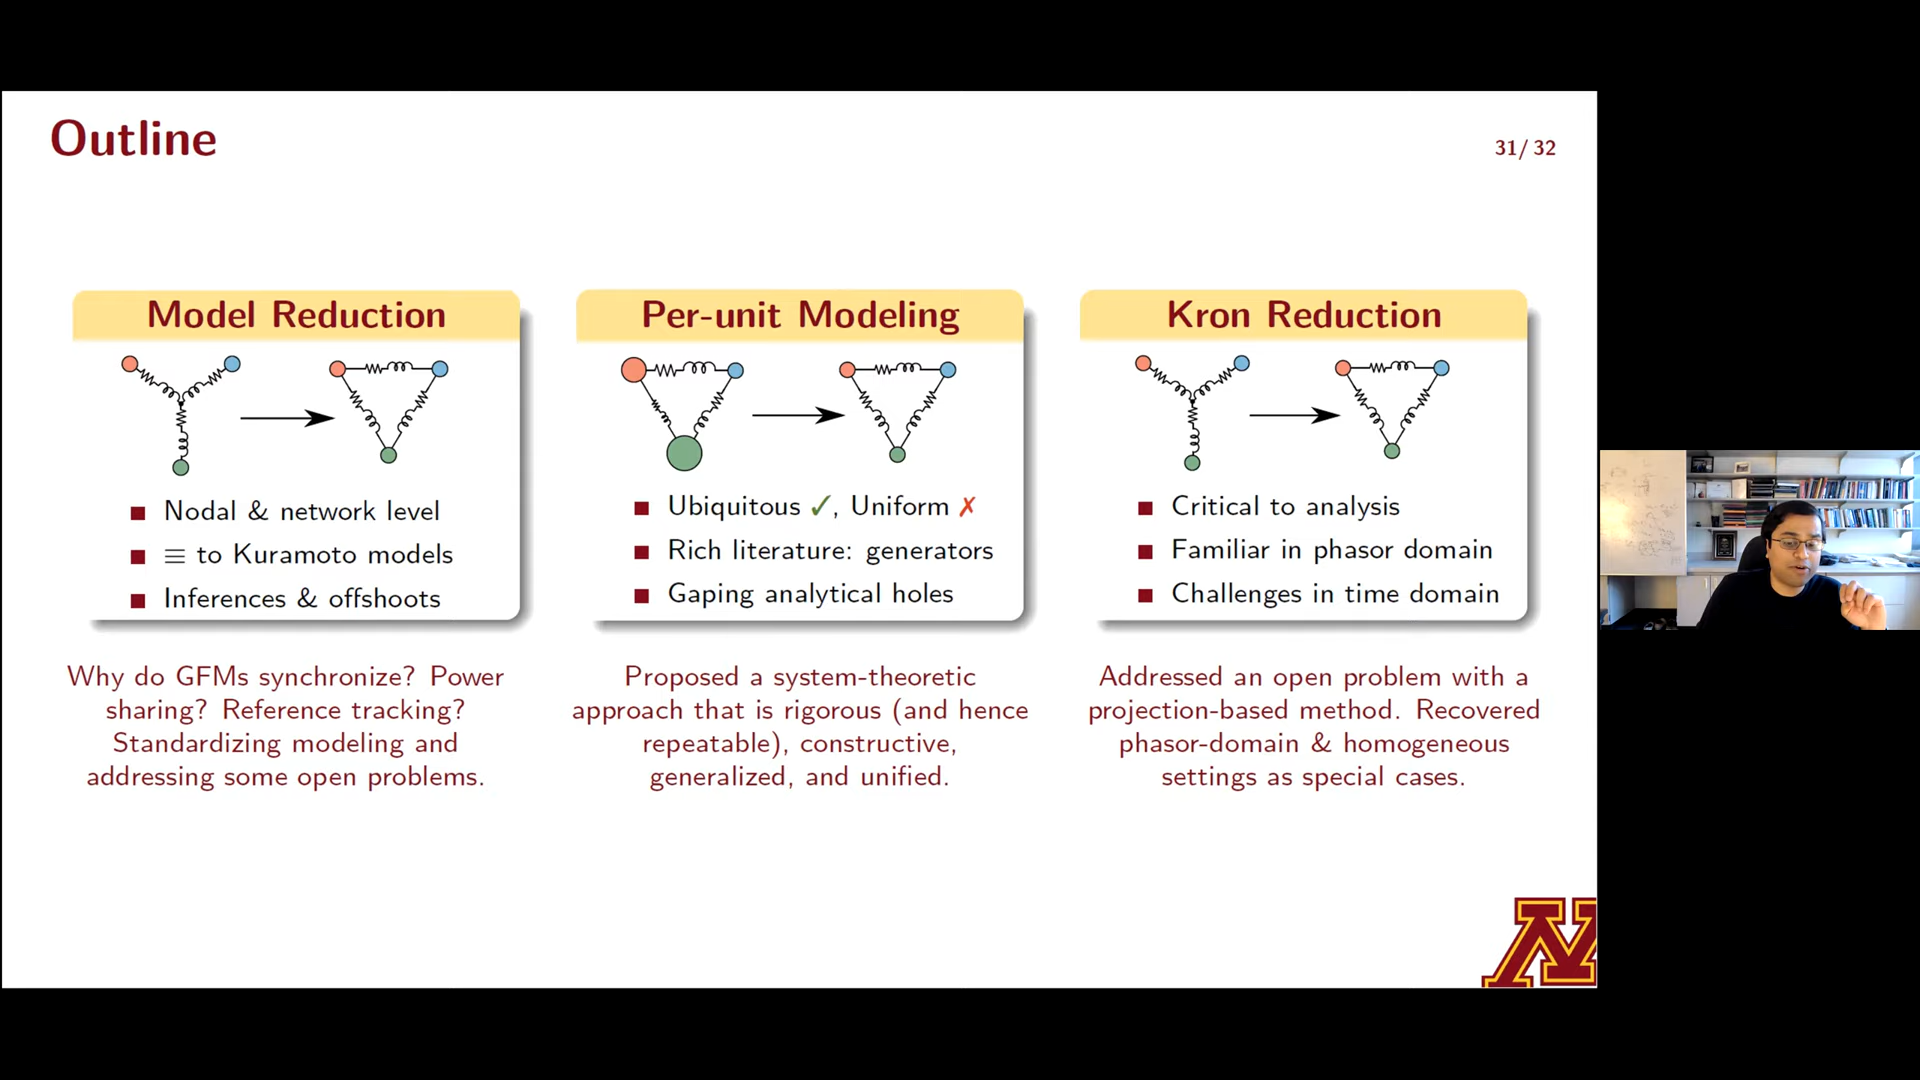 Outline
31/ 32
Model Reduction
Nodal & network level
≡ to Kuramoto models
Inferences & offshoots
Why do GFMs synchronize? Power
sharing? Reference tracking?
Standardizing modeling and
addressing some open problems.
Per-unit Modeling
Ubiquitous ✓, Uniform ✗
Rich literature: generators
Gaping analytical holes
Proposed a system-theoretic
approach that is rigorous (and hence
repeatable), constructive,
generalized, and unified.
Kron Reduction
Critical to analysis
Familiar in phasor domain
Challenges in time domain
Addressed an open problem with a
projection-based method. Recovered
phasor-domain & homogeneous
settings as special cases.